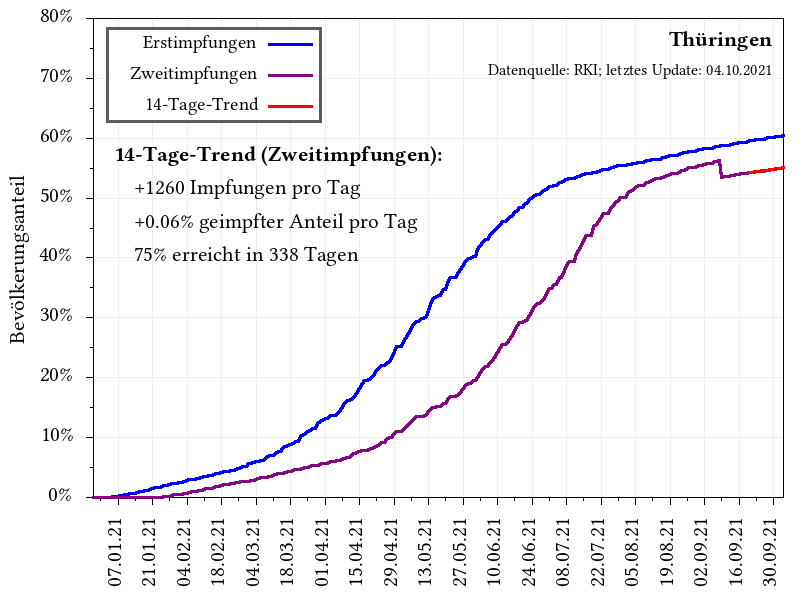 80%
70%
60%
50%
40%
30%
20%
10%
0%
Bevölkerungsanteil
Erstimpfungen
Zweitimpfungen
14-Tage-Trend
Thüringen
Datenquelle: RKI; letztes Update: 04.10.2021
14-Tage-Trend (Zweitimpfungen):
+1260 Impfungen pro Tag
+0.06% geimpfter Anteil pro Tag
75% erreicht in 338 Tagen
07.01.21
21.01.21
04.02.21
18.02.21
04.03.21
18.03.21
01.04.21
15.04.21
29.04.21
13.05.21
27.05.21
10.06.21
24.06.21
08.07.21
22.07.21
05.08.21
19.08.21
02.09.21
16.09.21
30.09.21